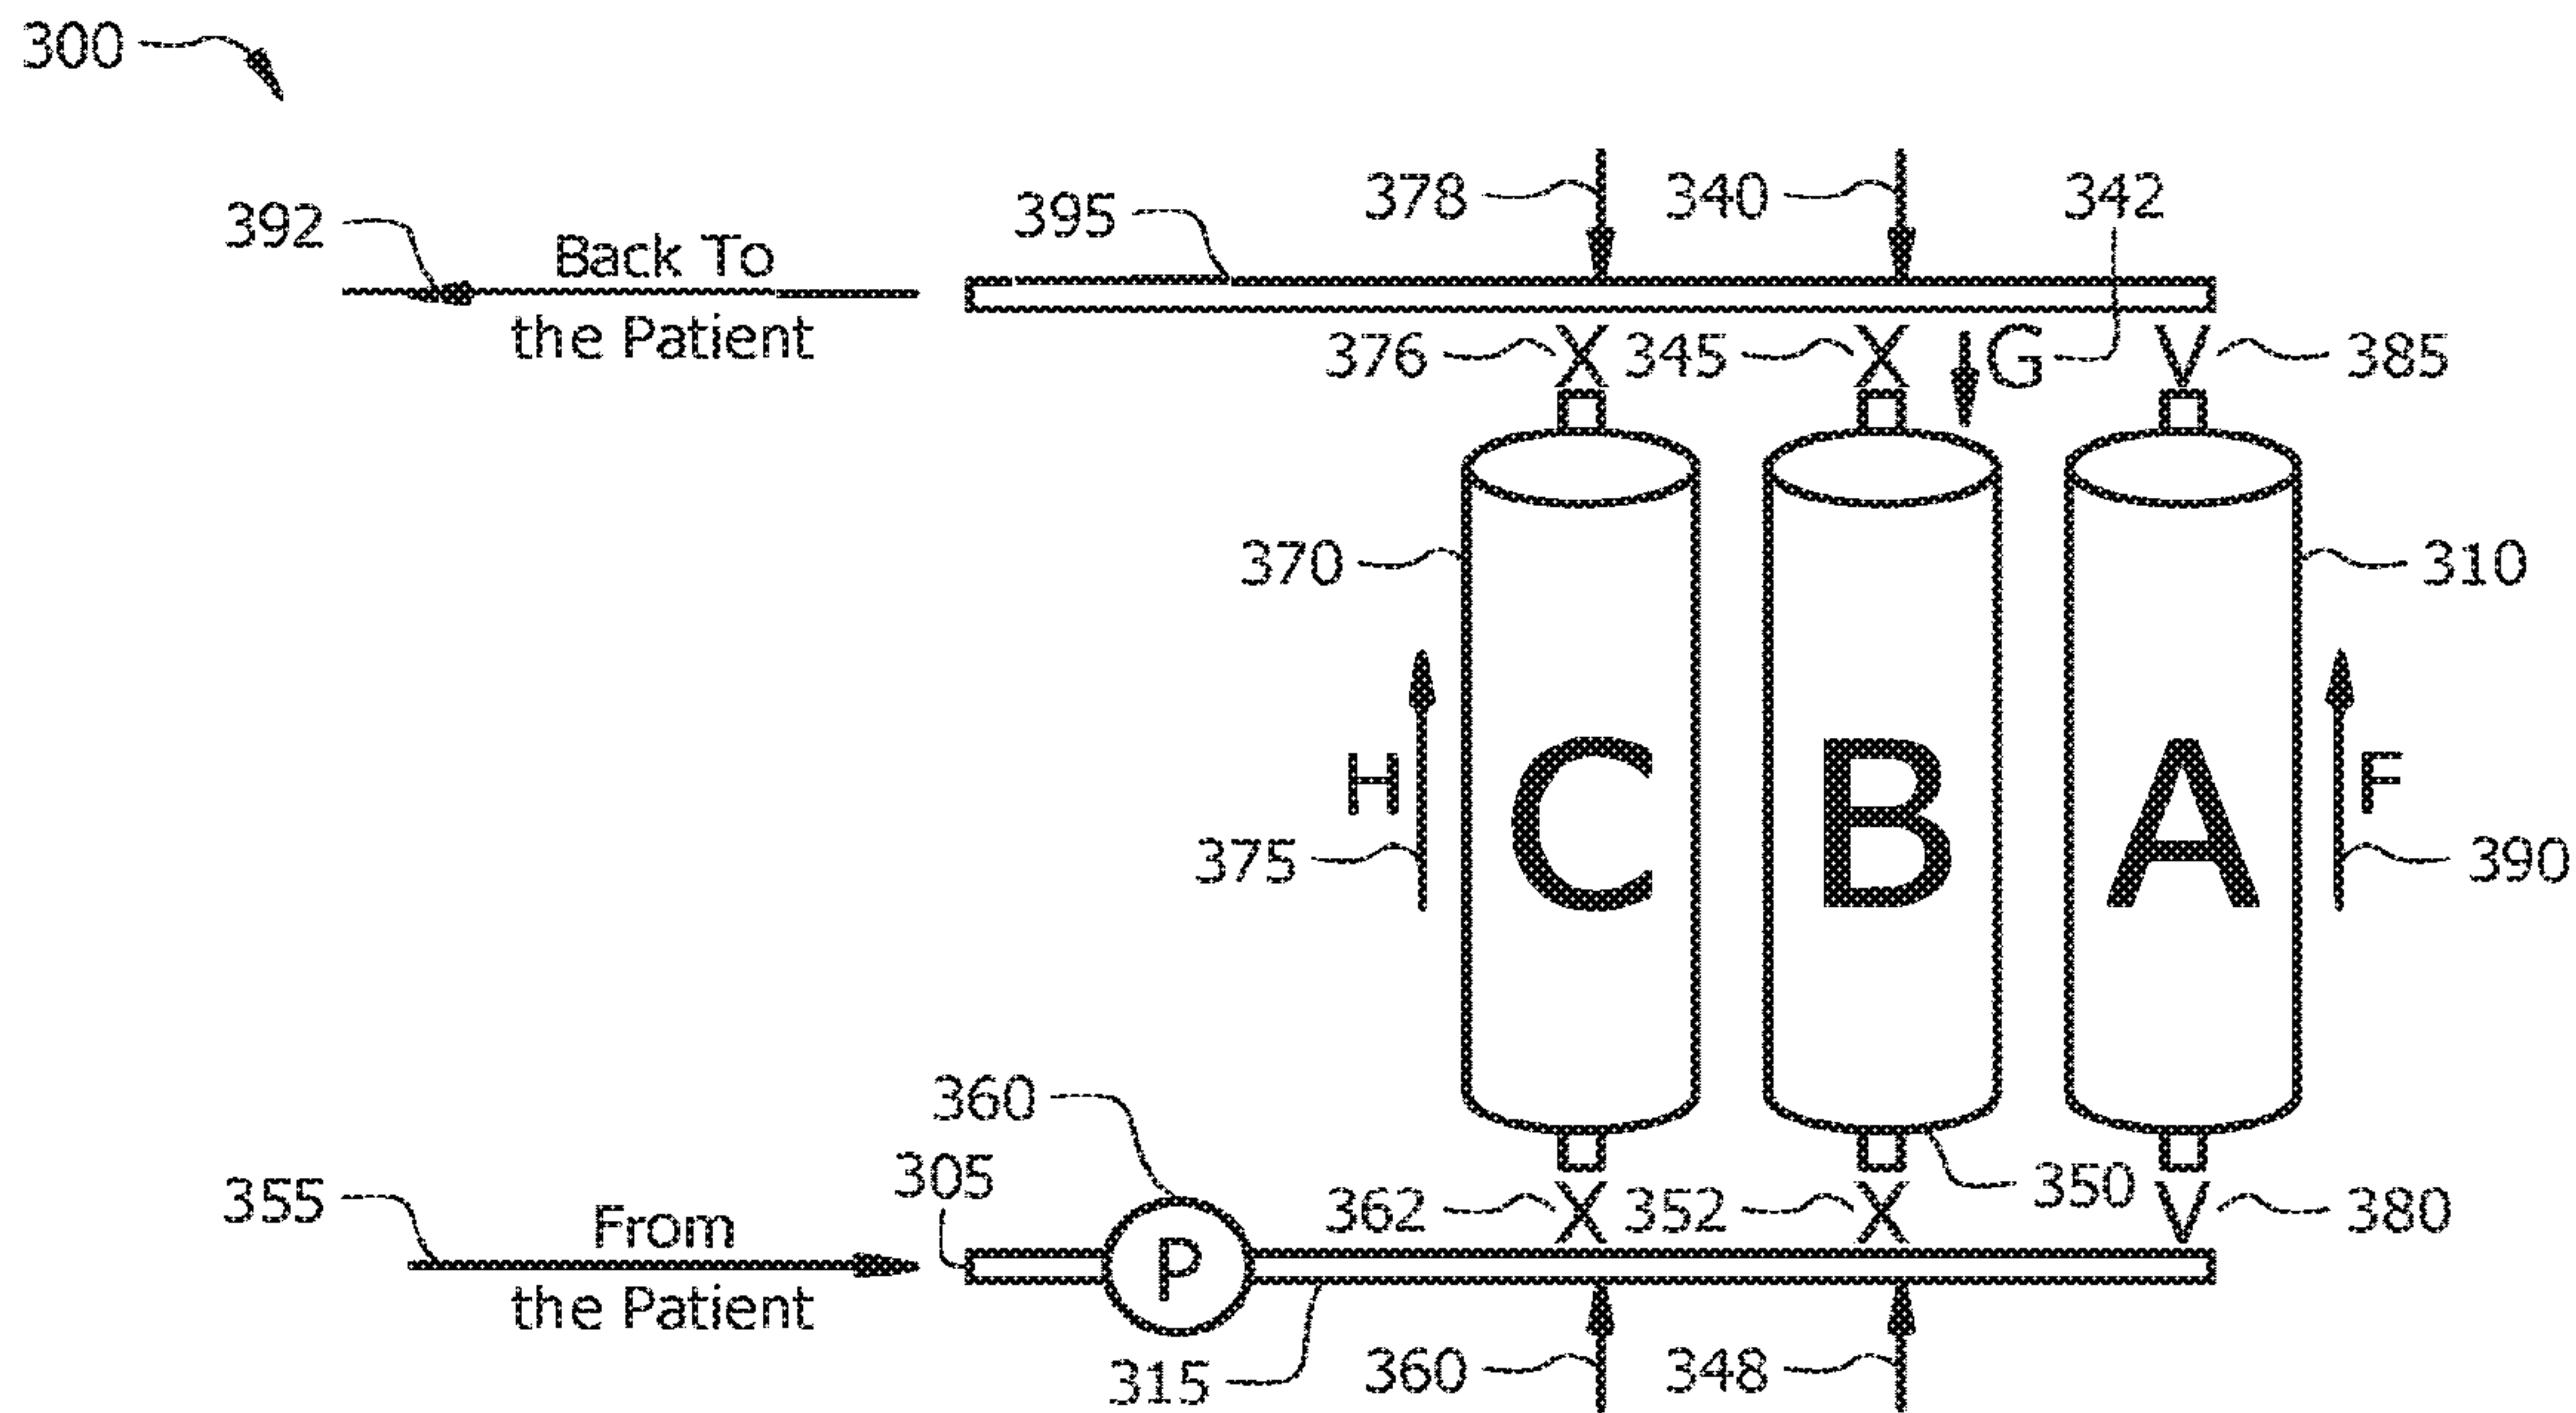 300
378
340
342
392
Back To
the Patient
395
376
X
345
X
G
V
385
370
310
H
C
B
A
F
375
390
360
305
355
From
the Patient
P
362
X
352
X
350
V
380
315
360
348